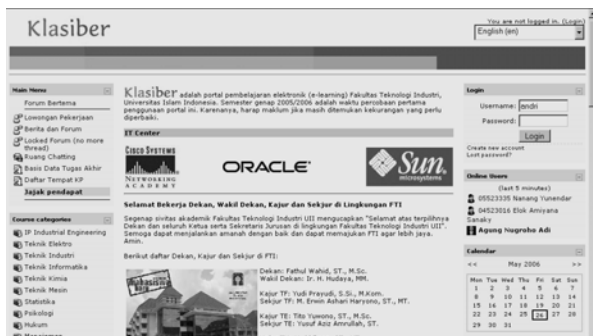 Klasiber
You are not logged in. (Login)
English (en)
Main Menu
Forum Bertema
Lowongan Pekerjaan
Berita dan Forum
Locked Forum (no more
thread)
Ruang Chatting
Basis Data Tugas Akhir
Daftar Tempat KP
Jajak pendapat
Course categories
IP Industrial Engineering
Teknik Elektro
Teknik Industri
Teknik Informatika
Teknik Kimia
Teknik Mesin
Statistika
Psikologi
Hukum
Manajemen
Klasiber adalah portal pembelajaran elektronik (e-learning) Fakultas Teknologi Industri,
Universitas Islam Indonesia. Semester genap 2005/2006 adalah waktu percobaan pertama
penggunaan portal ini. Karenanya, harap maklum jika masih ditemukan kekurangan yang perlu
diperbaiki.
IT Center
CISCO SYSTEMS
NETWORKING
ACADEMY
ORACLE
Sun
microsystems
Selamat Bekerja Dekan, Wakil Dekan, Kajur dan Sekjur di Lingkungan FTI
Segenap sivitas akademik Fakultas Teknologi Industri UII mengucapkan "Selamat atas terpilihnya
Dekan dan seluruh Ketua serta Sekretaris Jurusan di lingkungan Fakultas Teknologi Industri UII".
Semoga dapat menjalankan amanah dengan baik dan dapat memajukan FTI agar lebih jaya.
Amin.
Berikut daftar Dekan, Kajur dan Sekjur di FTI:
Dekan: Fathul Wahid, ST., M.Sc.
Wakil Dekan: Ir. H. Hudaya, MM.
Kajur TF: Yudi Prayudi, S.Si., M.Kom.
Sekjur TF: M. Erwin Ashari Haryono, ST., MT.
Kajur TE: Tito Yuwono, ST., M.Sc.
Sekjur TE: Yusuf Aziz Amrullah, ST.
Login
Username: andri
Password:
Login
Create new account
Lost password?
Online Users
(last 5 minutes)
05523335 Nanang Yunendar
04523016 Elok Amiyana
Sanaky
Agung Nugroho Adi
Calendar
<< May 2006 >>
Mon Tue Wed Thu Fri Sat Sun
1 2 3 4 5 6 7
8 9 10 11 12 13 14
15 16 17 18 19 20 21
22 23 24 25 26 27 28
29 30 31